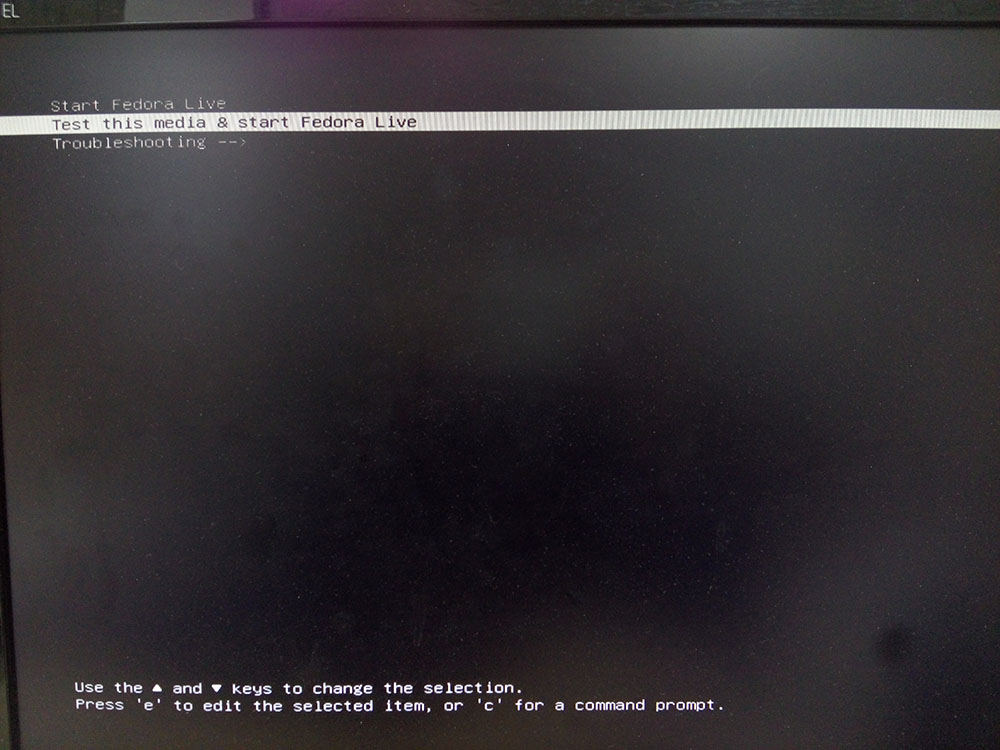 EL
Start Fedora Live
Test this media & start Fedora Live
Troubleshooting -->
Use the ▲ and ▼ keys to change the selection.
Press 'e' to edit the selected item, or 'c' for a command prompt.